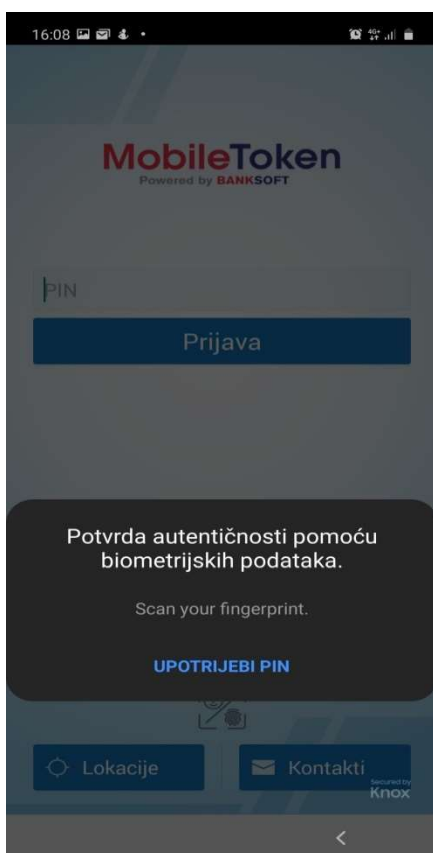 16:08
4G+
MobileToken
Powered by BANKSOFT
PIN
Prijava
Potvrda autentičnosti pomoću
biometrijskih podataka.
Scan your fingerprint.
UPOTRIJEBI PIN
Lokacije
Kontakti
Secured by
Knox